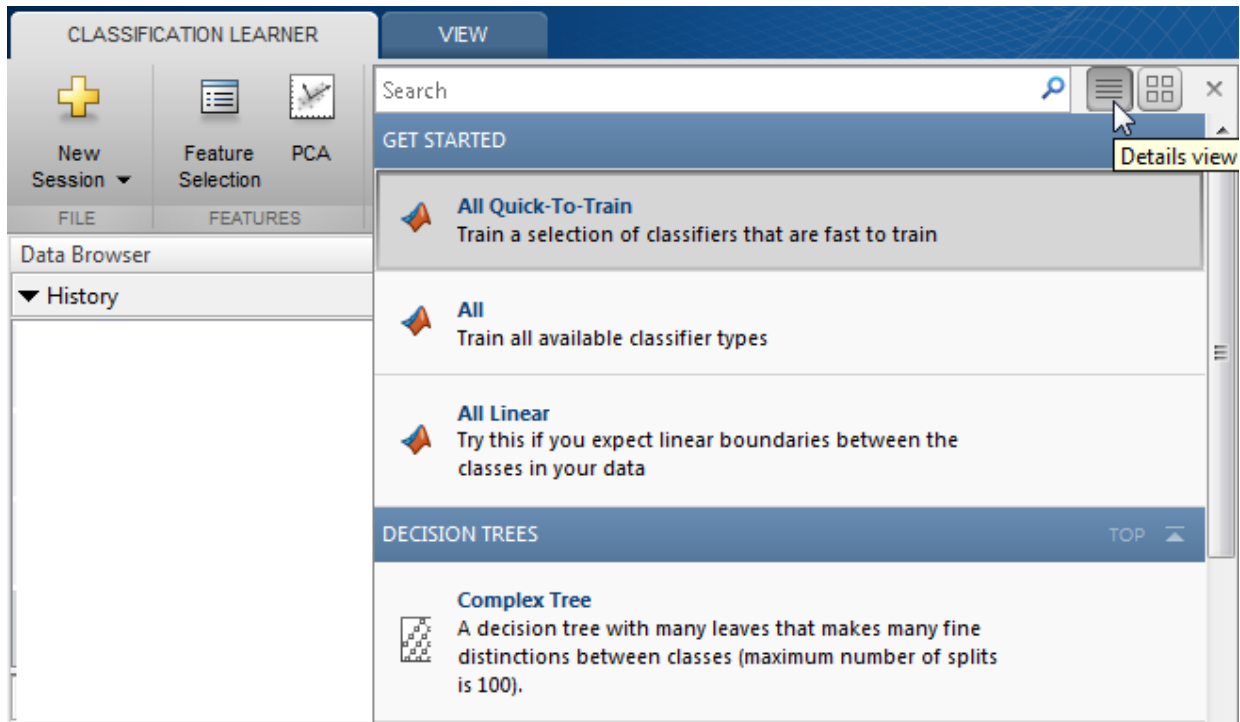 CLASSIFICATION LEARNER
VIEW
New
Session
Feature
Selection
PCA
FILE
FEATURES
Data Browser
History
Search
Details view
GET STARTED
All Quick-To-Train
Train a selection of classifiers that are fast to train
All
Train all available classifier types
All Linear
Try this if you expect linear boundaries between the
classes in your data
DECISION TREES
TOP
Complex Tree
A decision tree with many leaves that makes many fine
distinctions between classes (maximum number of splits
is 100).